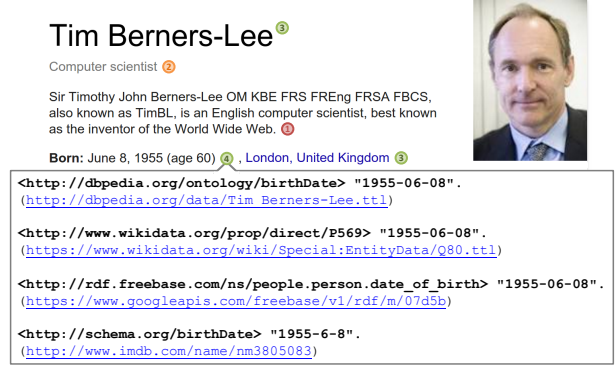 Tim Berners-Lee 3
Computer scientist 2
Sir Timothy John Berners-Lee OM KBE FRS FREng FRSA FBCS,
also known as TimBL, is an English computer scientist, best known
as the inventor of the World Wide Web. 1
Born: June 8, 1955 (age 60) 4 , London, United Kingdom 3
<http://dbpedia.org/ontology/birthDate> "1955-06-08".
(http://dbpedia.org/data/Tim_Berners-Lee.ttl)
<http://www.wikidata.org/prop/direct/P569> "1955-06-08".
(https://www.wikidata.org/wiki/Special:EntityData/Q80.ttl)
<http://rdf.freebase.com/ns/people.person.date_of_birth> "1955-06-08".
(https://www.googleapis.com/freebase/v1/rdf/m/07d5b)
<http://schema.org/birthDate> "1955-6-8".
(http://www.imdb.com/name/nm3805083)